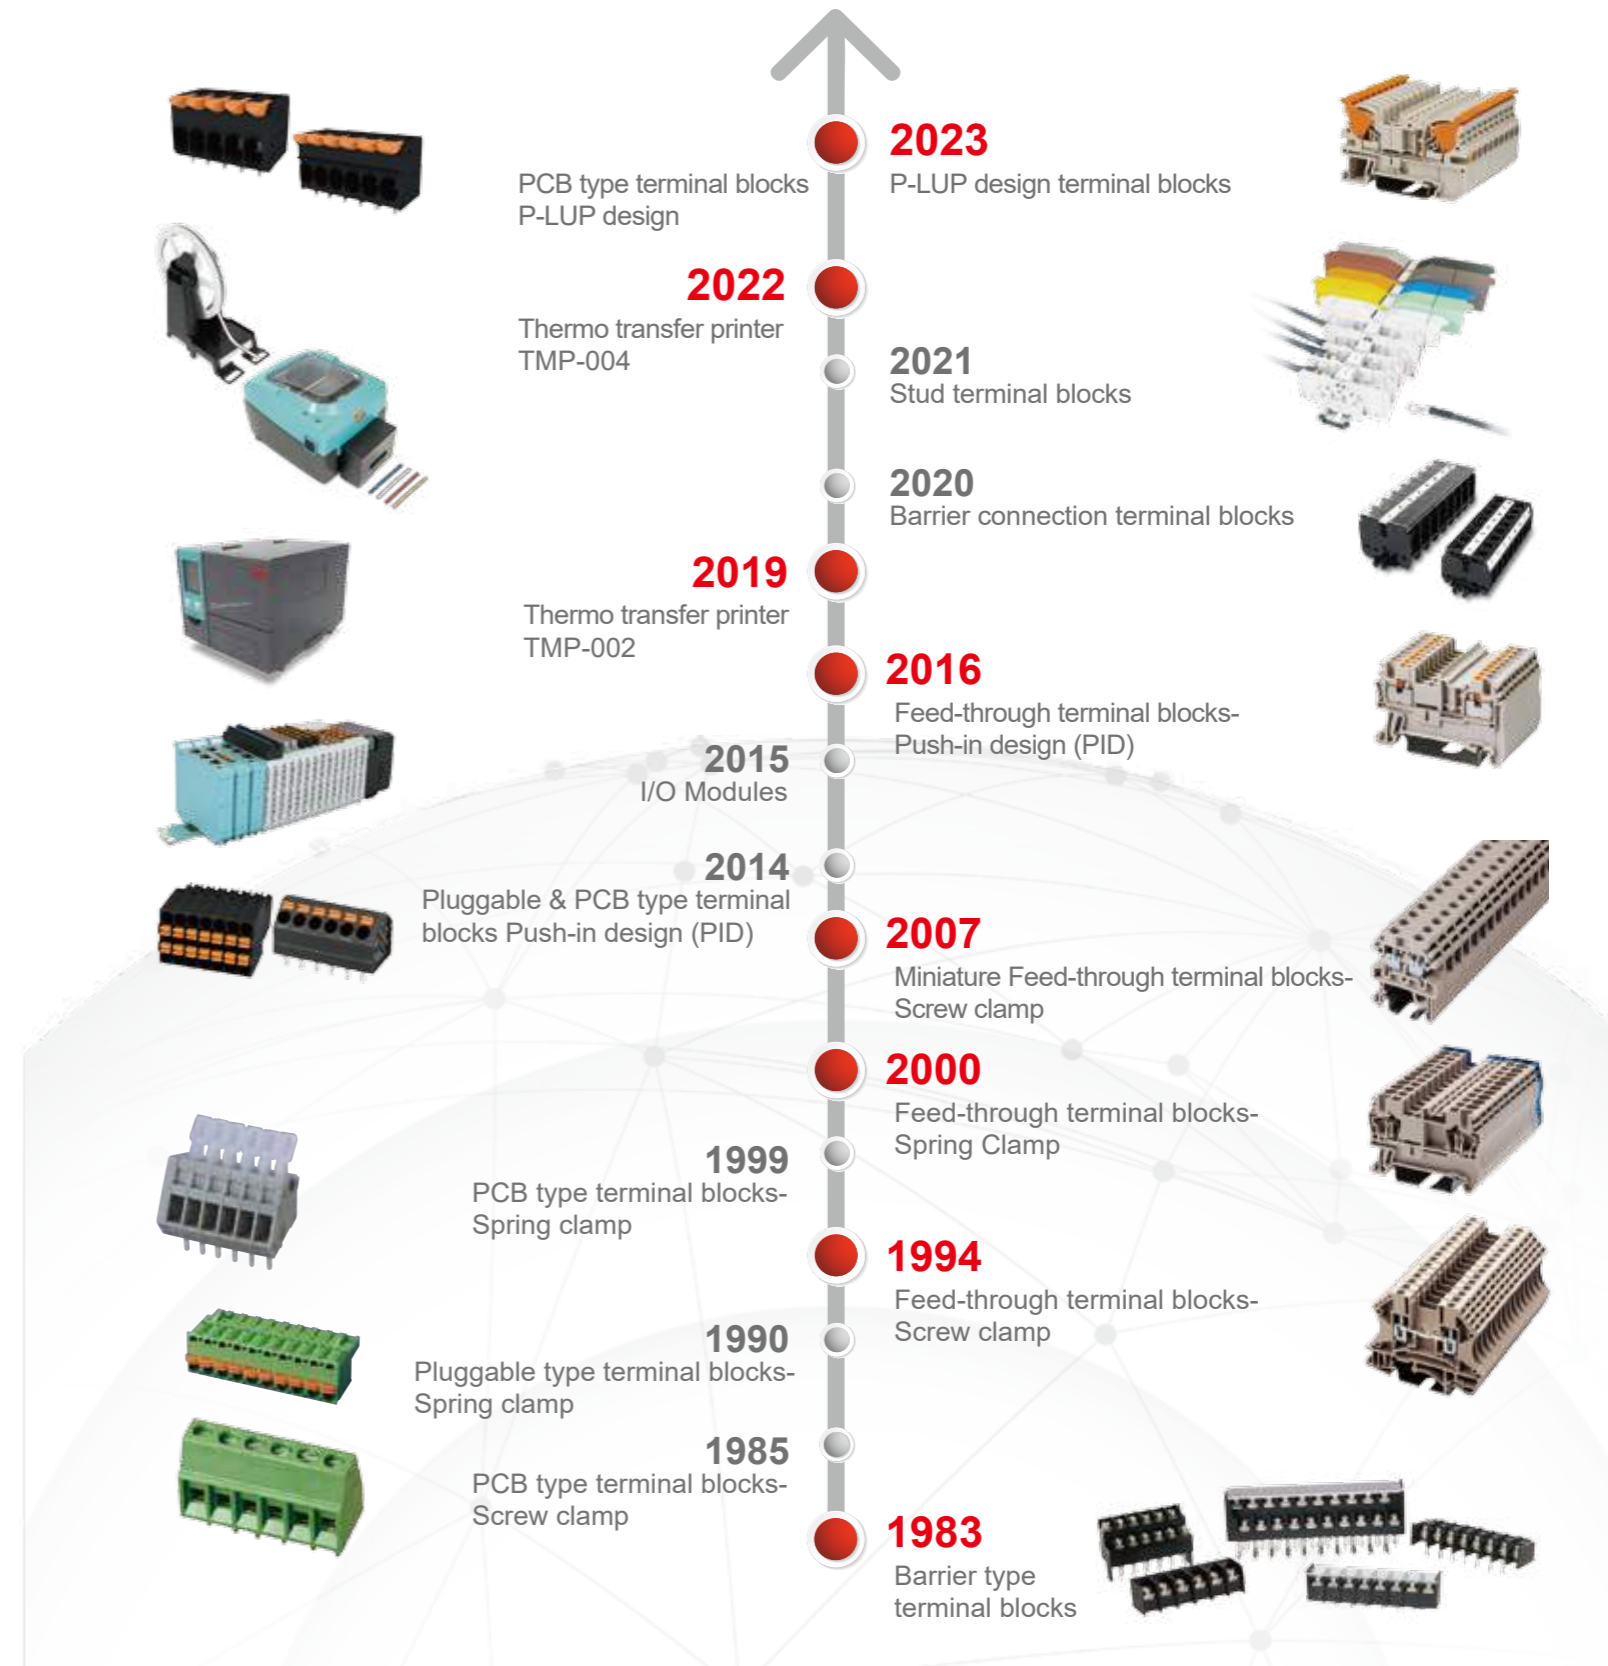 2023
PCB type terminal blocks
P-LUP design
P-LUP design terminal blocks
2022
Thermo transfer printer
TMP-004
2021
Stud terminal blocks
2020
Barrier connection terminal blocks
2019
Thermo transfer printer
TMP-002
2016
Feed-through terminal blocks-
Push-in design (PID)
2015
I/O Modules
2014
Pluggable & PCB type terminal
blocks Push-in design (PID)
2007
Miniature Feed-through terminal blocks-
Screw clamp
2000
Feed-through terminal blocks-
Spring Clamp
1999
PCB type terminal blocks-
Spring clamp
1994
Feed-through terminal blocks-
Screw clamp
1990
Pluggable type terminal blocks-
Spring clamp
1985
PCB type terminal blocks-
Screw clamp
1983
Barrier type
terminal blocks